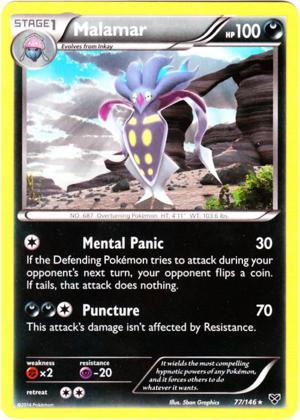 STAGE1 Malamar HP 100
Evolves from Inkay
NO. 687 Overturning Pokémon HT: 4'11" WT: 103.6 lbs.
Mental Panic 30
If the Defending Pokémon tries to attack during your
opponent's next turn, your opponent flips a coin.
If tails, that attack does nothing.
Puncture 70
This attack's damage isn't affected by Resistance.
weakness resistance
×2 -20
It wields the most compelling
hypnotic powers of any
Pokémon, and it forces others to do
whatever it wants.
retreat
©2014 Pokémon Illus. 5ban Graphics 77/146 ★